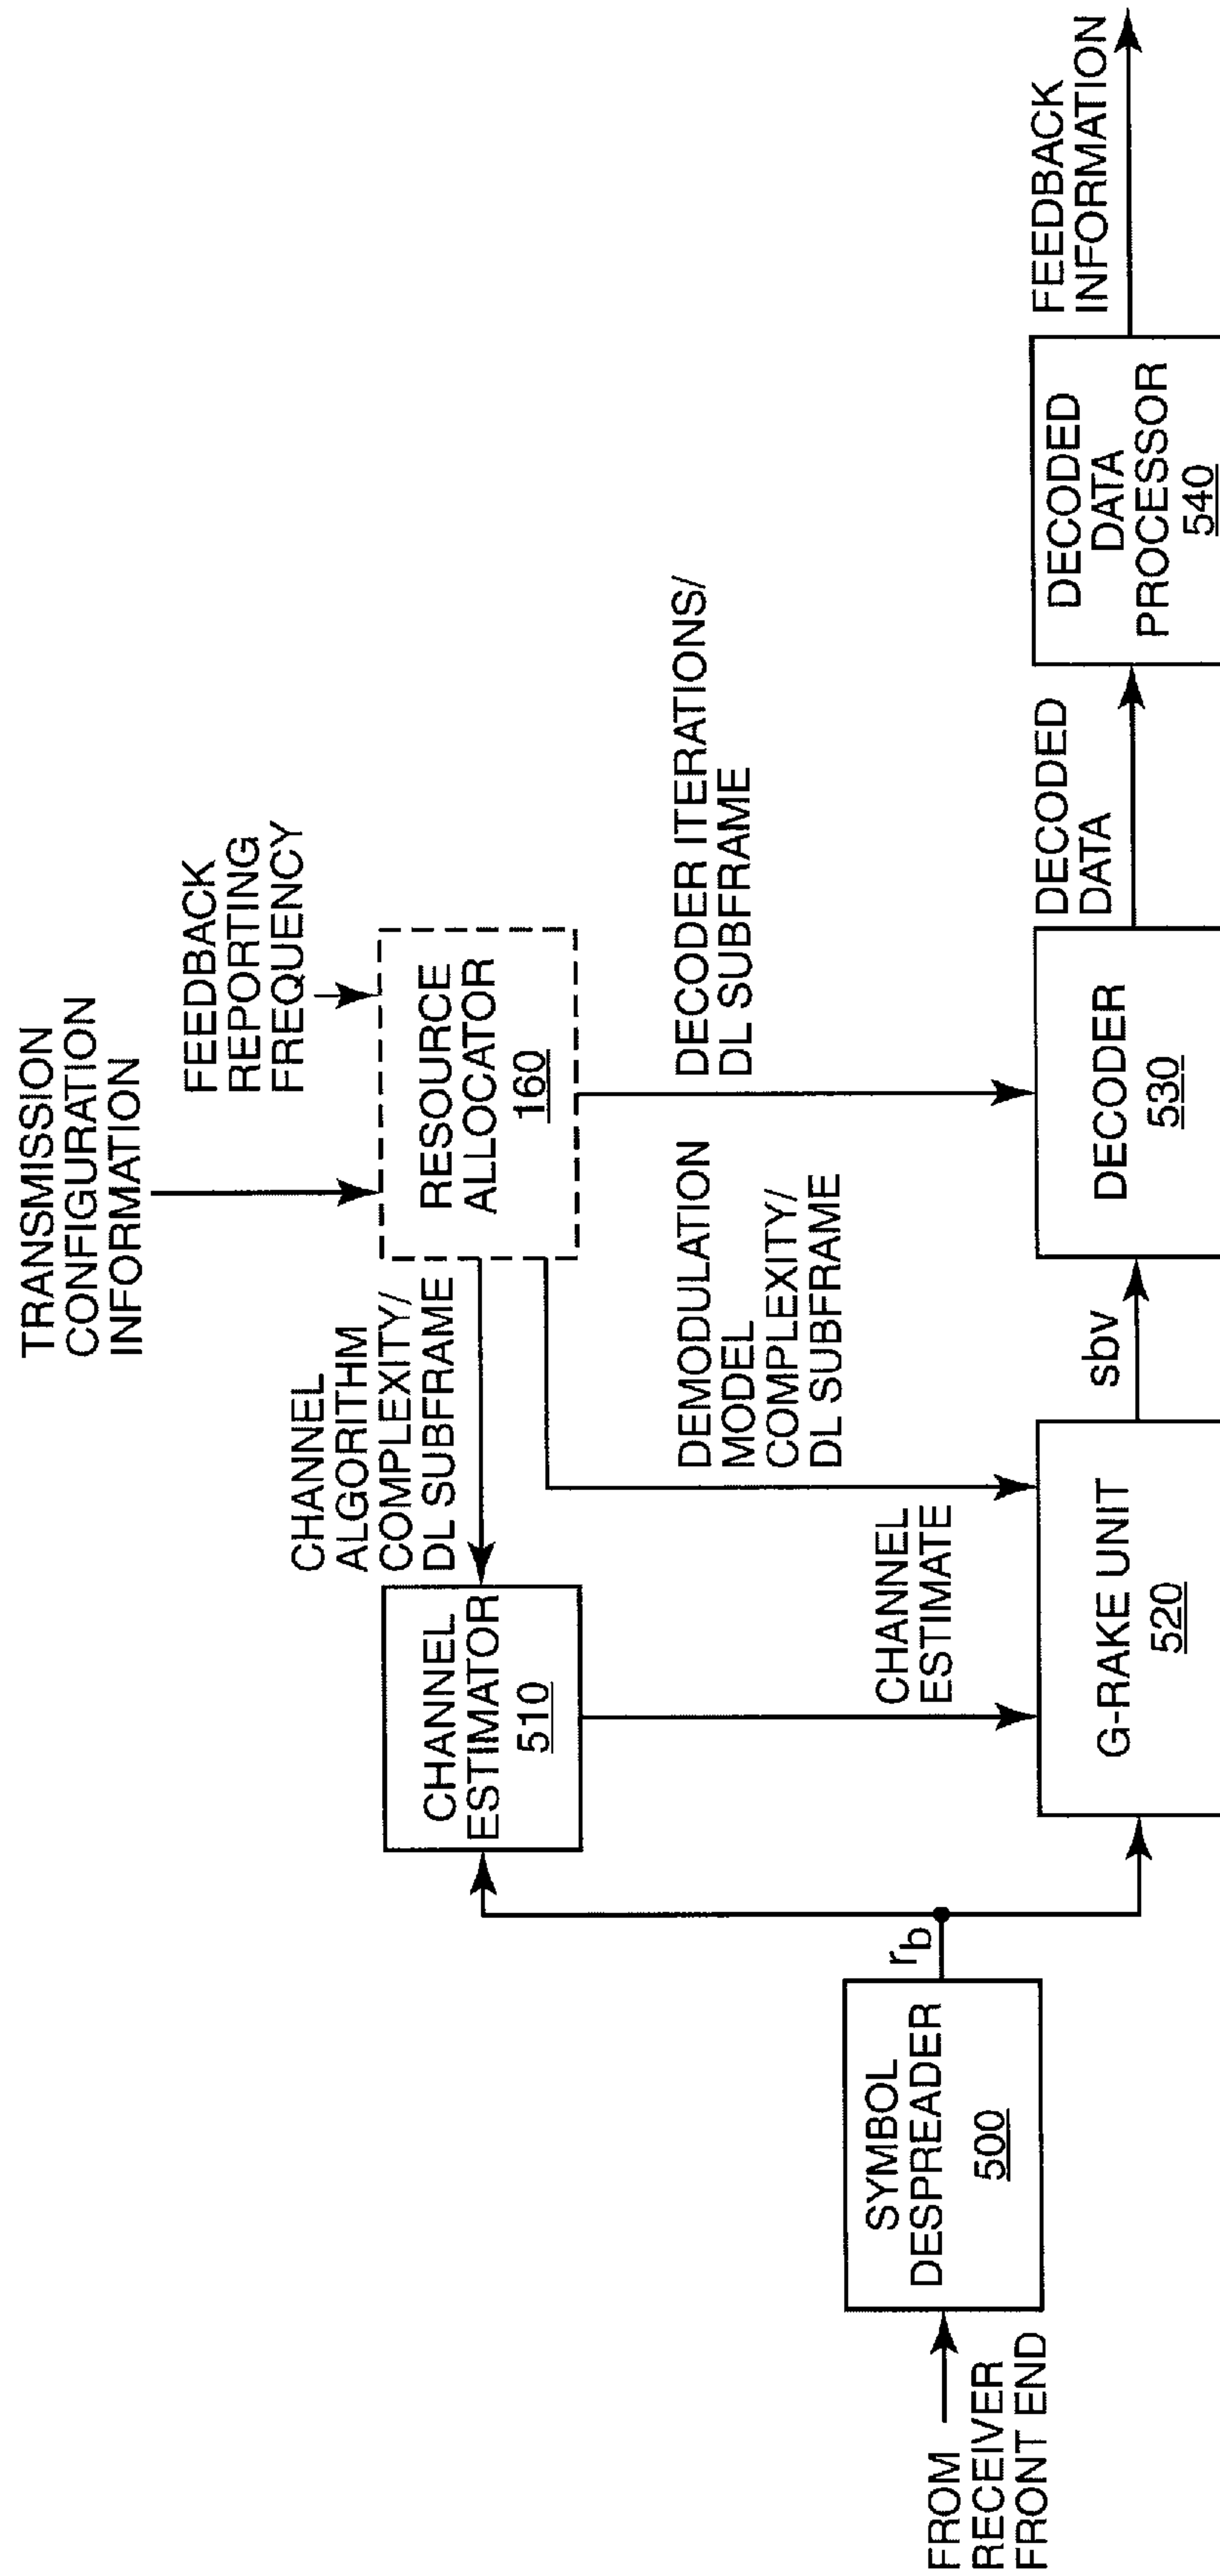 TRANSMISSION
CONFIGURATION
INFORMATION
FEEDBACK
REPORTING
FREQUENCY
CHANNEL
ALGORITHM
COMPLEXITY/
DL SUBFRAME
RESOURCE
ALLOCATOR
160
CHANNEL
ESTIMATOR
510
DEMODULATION
MODEL
COMPLEXITY/
DL SUBFRAME
DECODER ITERATIONS/
DL SUBFRAME
CHANNEL
ESTIMATE
FROM
RECEIVER
FRONT END
SYMBOL
DESPREADER
500
rb
G-RAKE UNIT
520
sbv
DECODER
530
DECODED
DATA
DECODED
DATA
PROCESSOR
540
FEEDBACK
INFORMATION